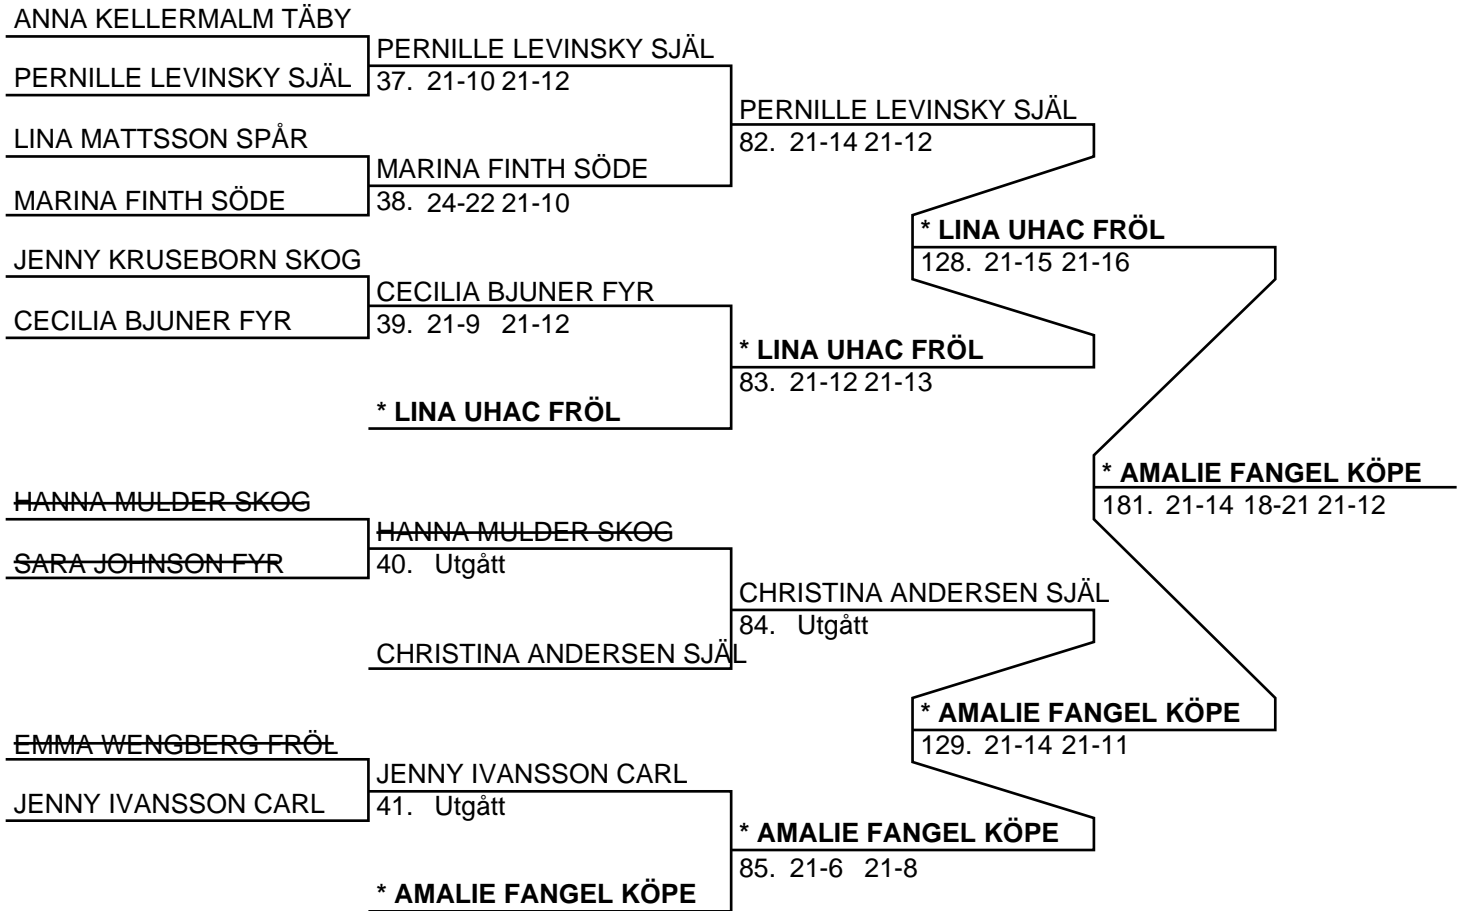 ANNA KELLERMALM TÄBY
PERNILLE LEVINSKY SJÄL
PERNILLE LEVINSKY SJÄL
37. 21-10 21-12
PERNILLE LEVINSKY SJÄL
82. 21-14 21-12
LINA MATTSSON SPÅR
MARINA FINTH SÖDE
MARINA FINTH SÖDE
38. 24-22 21-10
* LINA UHAC FRÖL
128. 21-15 21-16
JENNY KRUSEBORN SKOG
CECILIA BJUNER FYR
CECILIA BJUNER FYR
39. 21-9 21-12
* LINA UHAC FRÖL
83. 21-12 21-13
* LINA UHAC FRÖL
* AMALIE FANGEL KÖPE
181. 21-14 18-21 21-12
HANNA MULDER SKOG
HANNA MULDER SKOG
SARA JOHNSON FYR
40. Utgått
CHRISTINA ANDERSEN SJÄL
84. Utgått
CHRISTINA ANDERSEN SJÄL
* AMALIE FANGEL KÖPE
129. 21-14 21-11
EMMA WENGBERG FRÖL
JENNY IVANSSON CARL
JENNY IVANSSON CARL
41. Utgått
* AMALIE FANGEL KÖPE
85. 21-6 21-8
* AMALIE FANGEL KÖPE